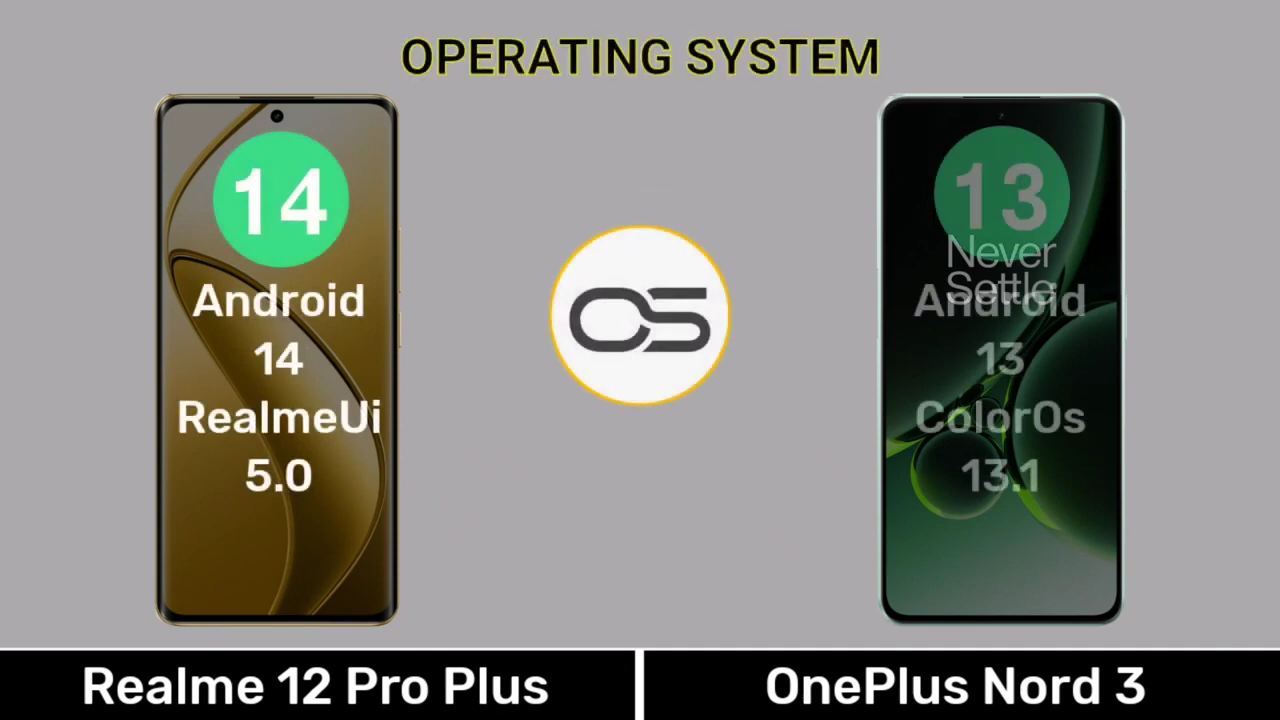 OPERATING SYSTEM
14
Android
14
RealmeUi
5.0
OS
13
Never
Settle
Android
13
ColorOs
13.1
Realme 12 Pro Plus
OnePlus Nord 3